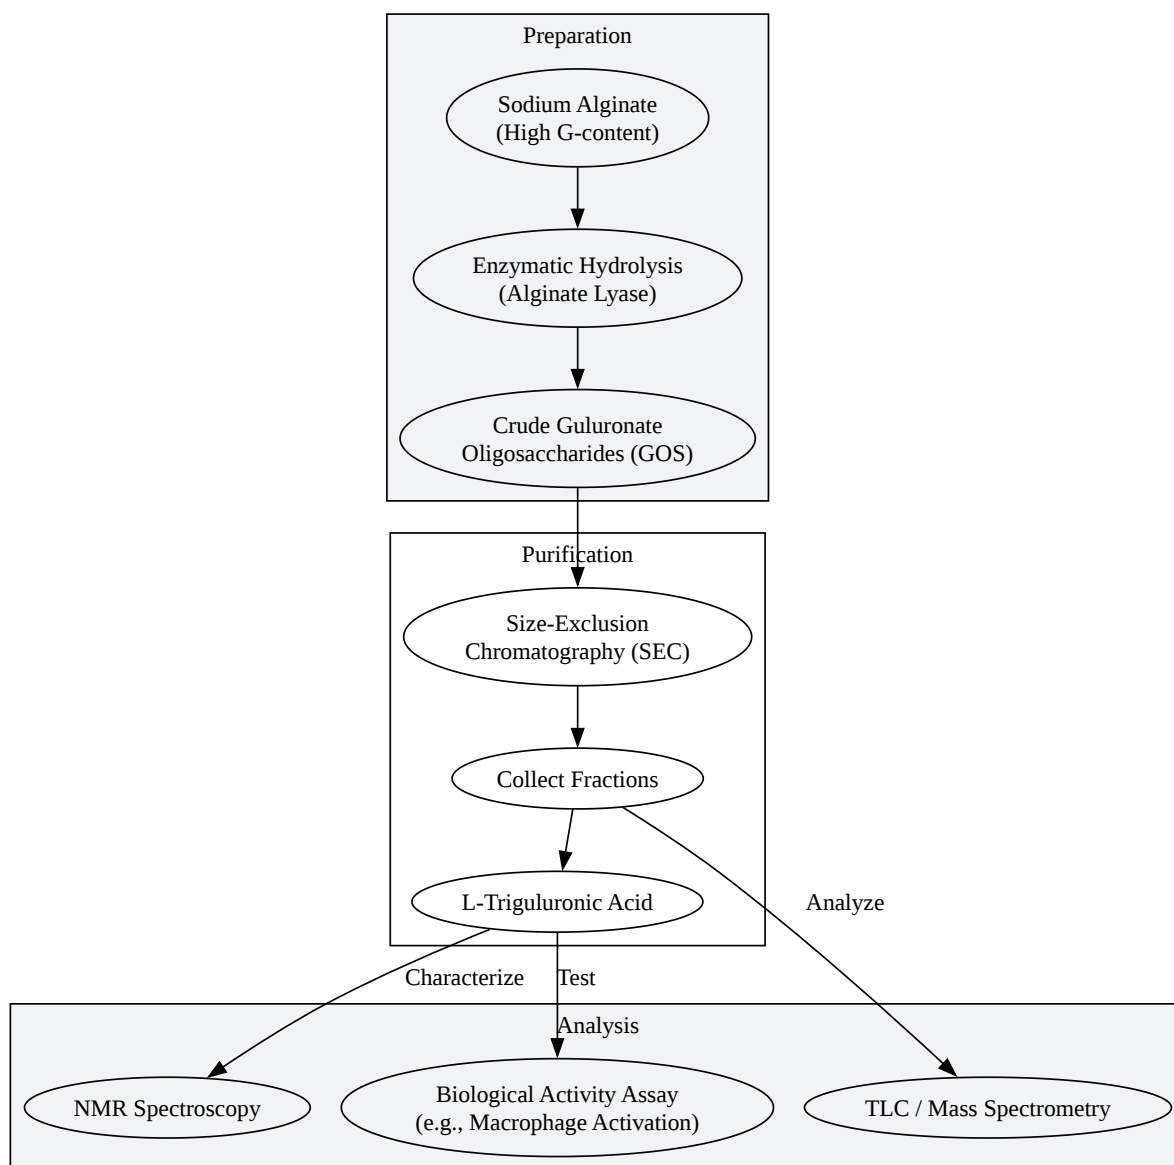 Preparation
Sodium Alginate
(High G-content)
Enzymatic Hydrolysis
(Alginate Lyase)
Crude Guluronate
Oligosaccharides (GOS)
Purification
Size-Exclusion
Chromatography (SEC)
Collect Fractions
L-Triguluronic Acid
Analyze
Characterize
Test
Analysis
NMR Spectroscopy
Biological Activity Assay
(e.g., Macrophage Activation)
TLC / Mass Spectrometry